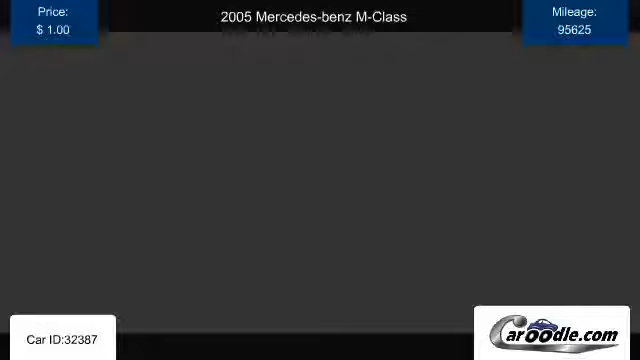 Price:
$ 1.00
2005 Mercedes-benz M-Class
Mileage:
95625
Car ID:32387
Caroodle.com